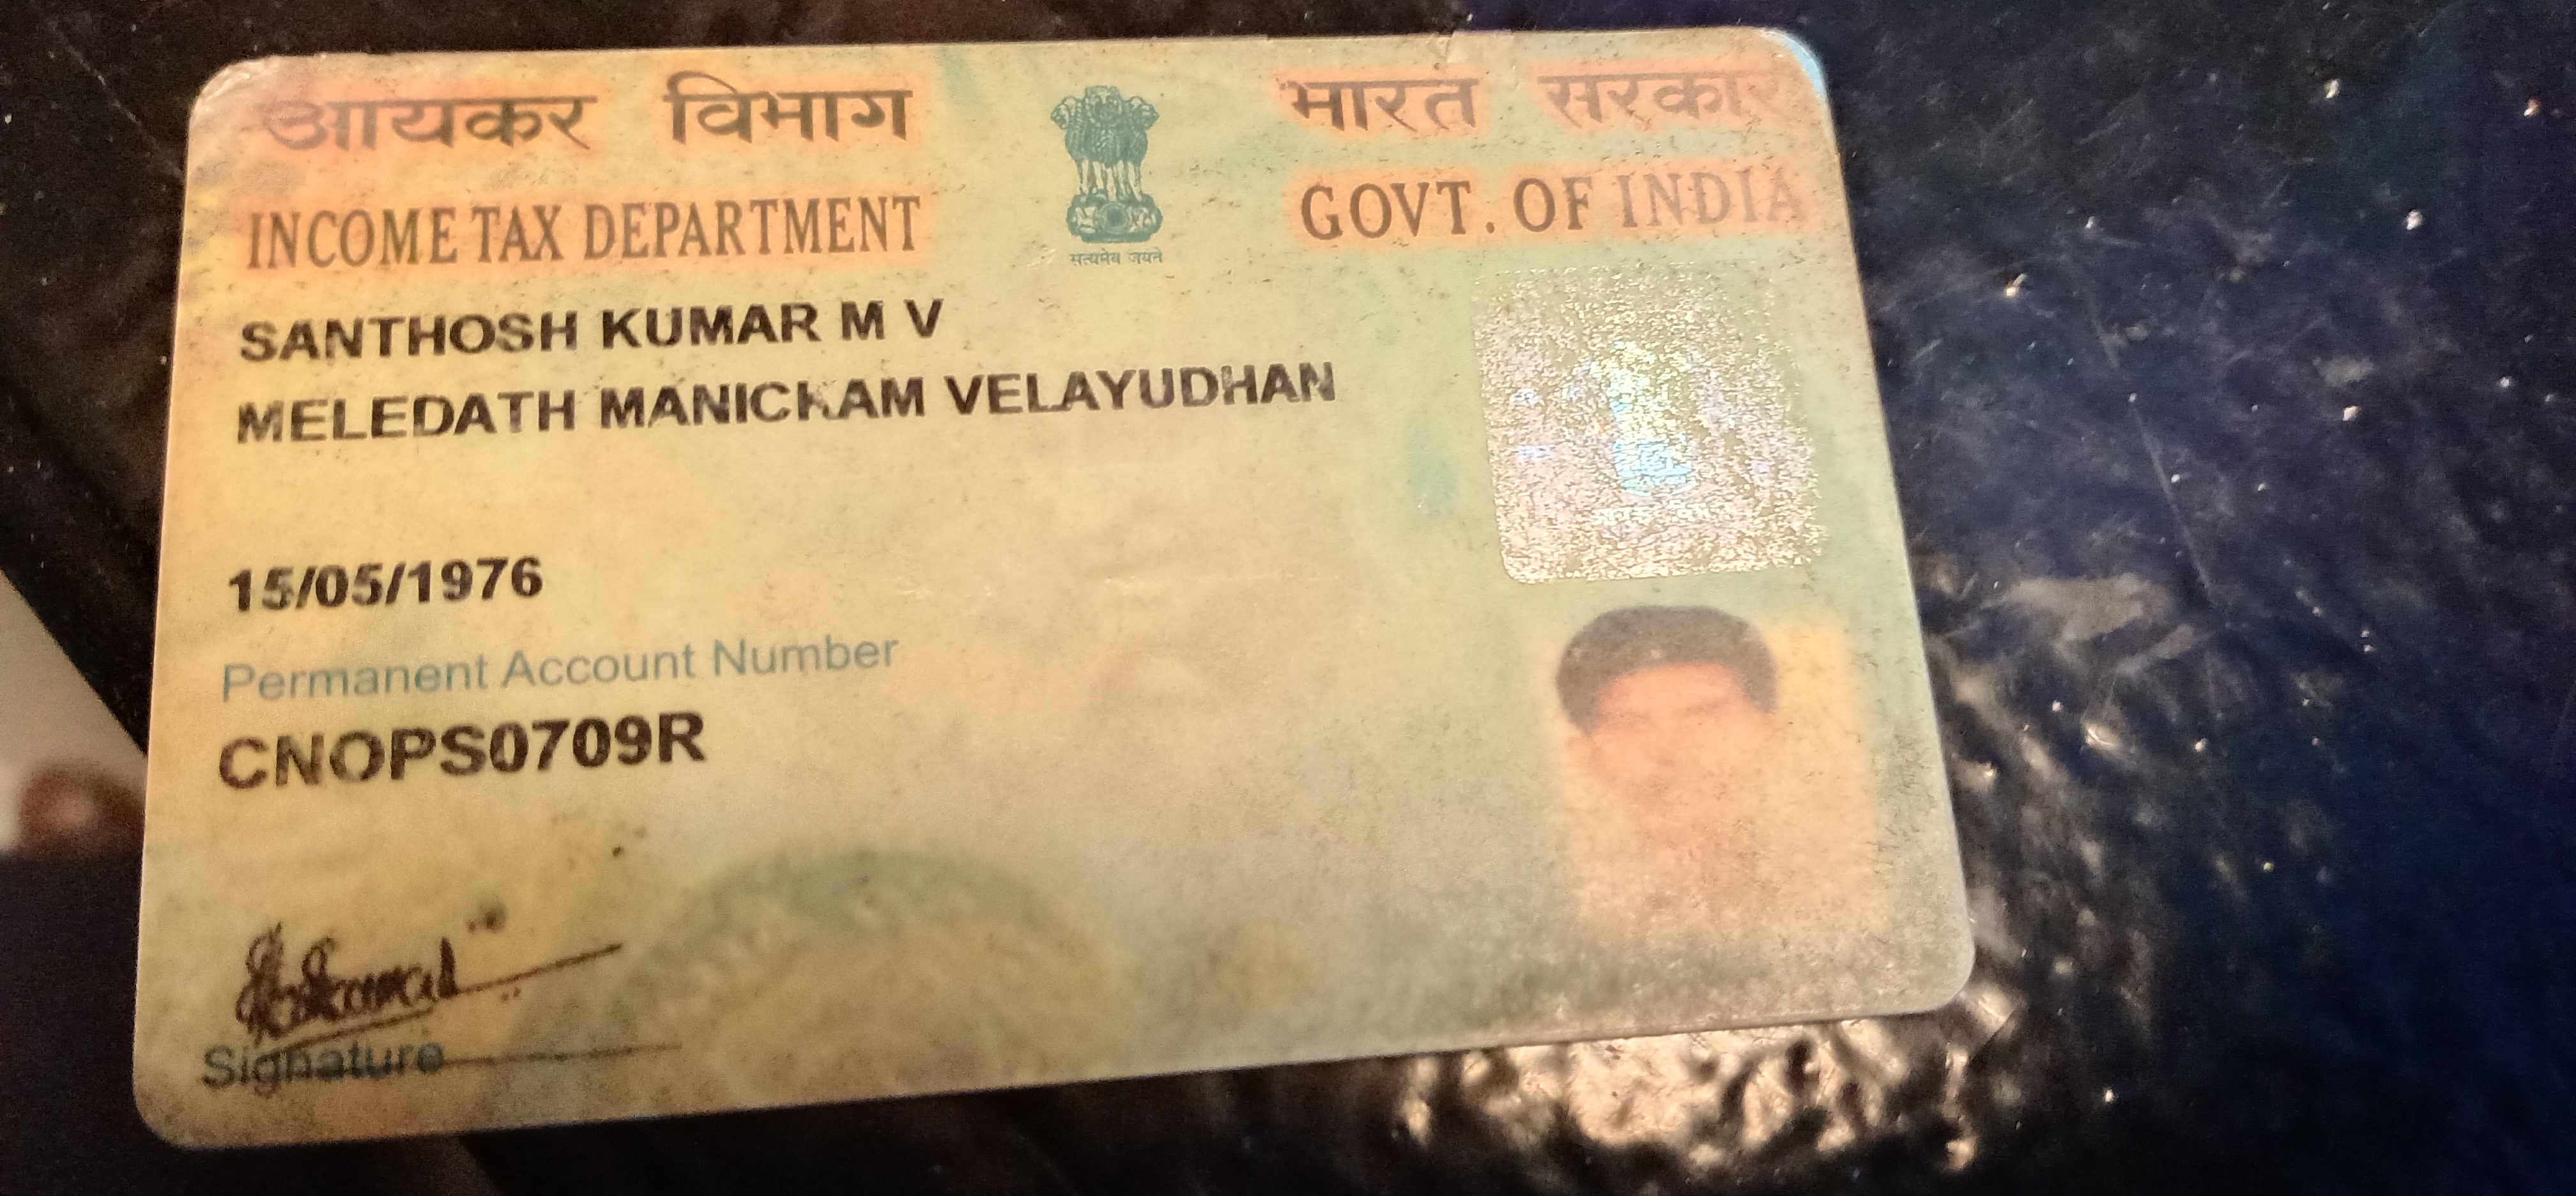 आयकर विभाग
INCOME TAX DEPARTMENT
सत्यमेव जयते
भारत सरकार
GOVT. OF INDIA
SANTHOSH KUMAR M V
MELEDATH MANICKAM VELAYUDHAN
15/05/1976
Permanent Account Number
CNOPS0709R
Signature